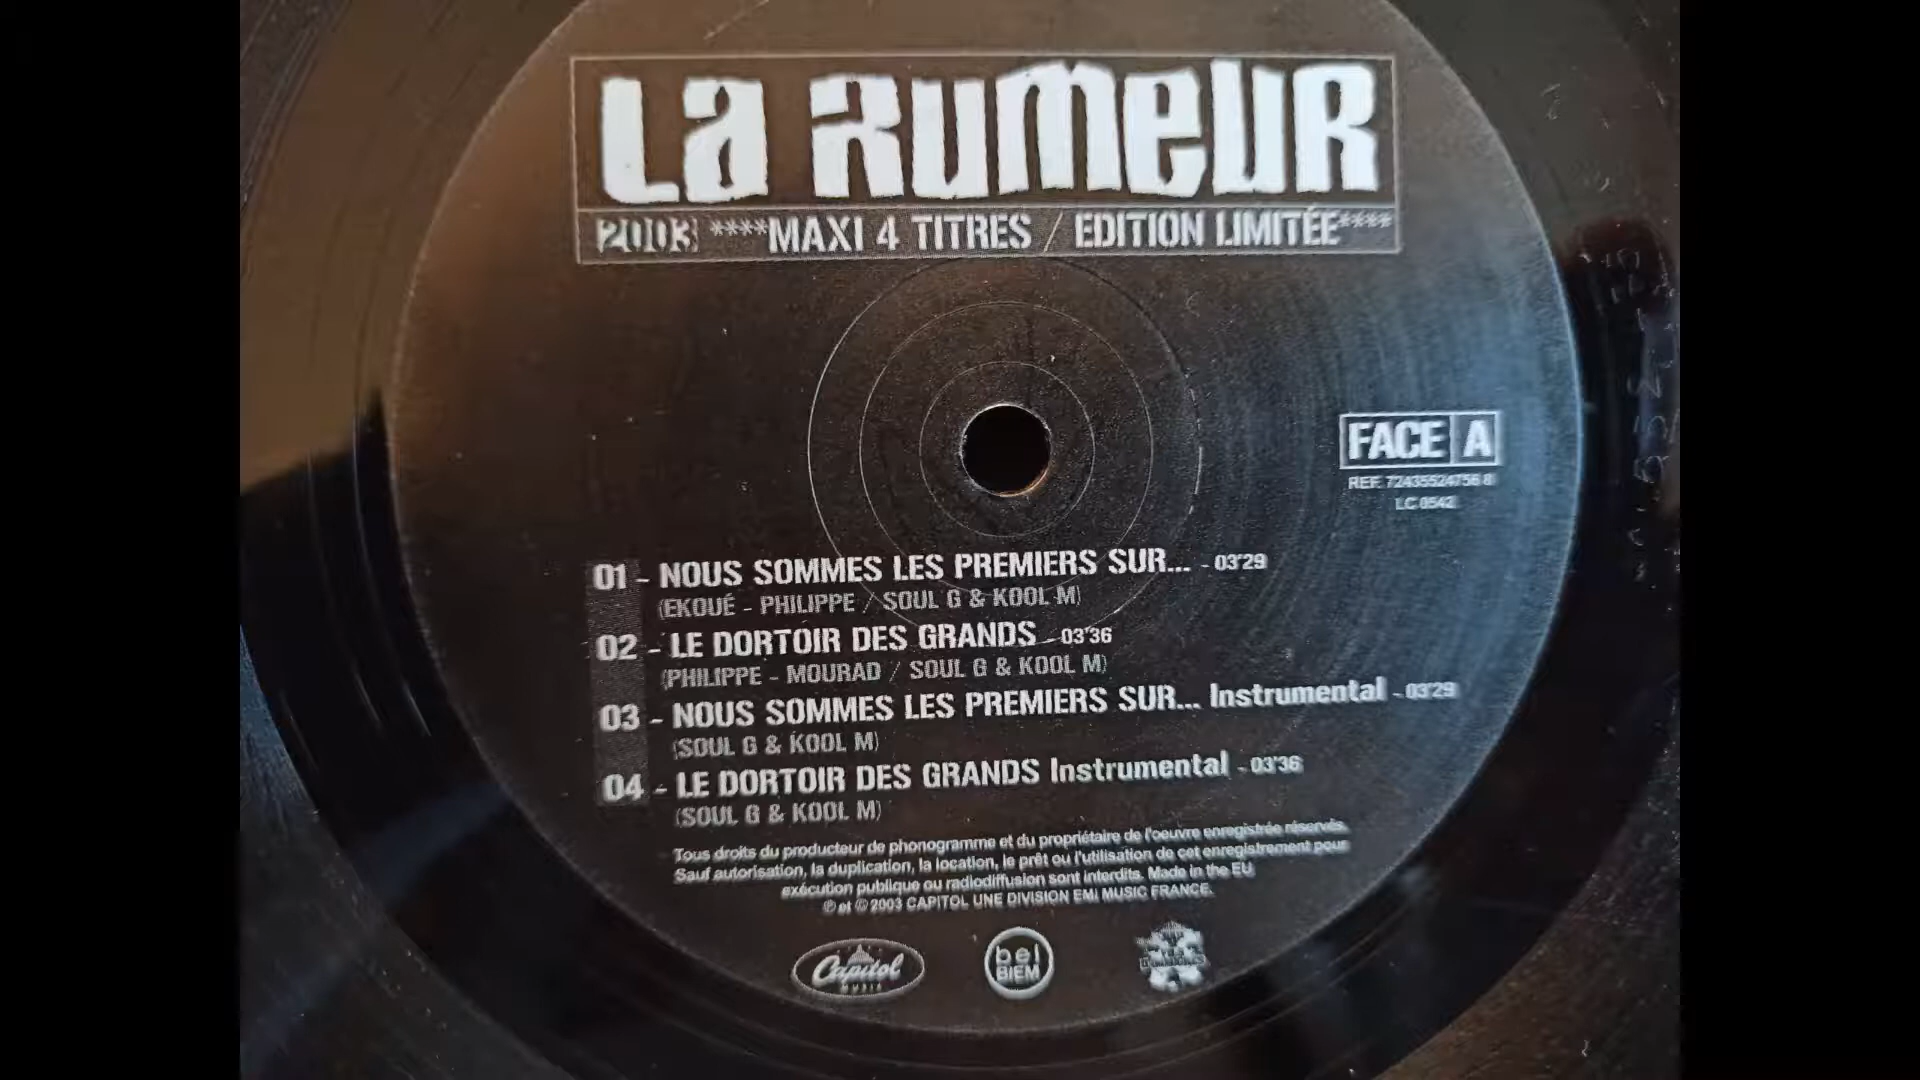 La Rumeur
2003 ****MAXI 4 TITRES / EDITION LIMITÉE****
FACE A
REF. 72435524756 8
LC 0542
01 - NOUS SOMMES LES PREMIERS SUR... - 03'29
(EKOUÉ - PHILIPPE / SOUL G & KOOL M)
02 - LE DORTOIR DES GRANDS - 03'36
(PHILIPPE - MOURAD / SOUL G & KOOL M)
03 - NOUS SOMMES LES PREMIERS SUR... Instrumental - 03'29
(SOUL G & KOOL M)
04 - LE DORTOIR DES GRANDS Instrumental - 03'36
(SOUL G & KOOL M)
Tous droits du producteur de phonogramme et du propriétaire de l'oeuvre enregistrée réservés.
Sauf autorisation, la duplication, la location, le prêt ou l'utilisation de cet enregistrement pour
exécution publique ou radiodiffusion sont interdits. Made in the EU
℗ et © 2003 CAPITOL UNE DIVISION EMI MUSIC FRANCE.
Capitol
MUSIC
bel
BIEM